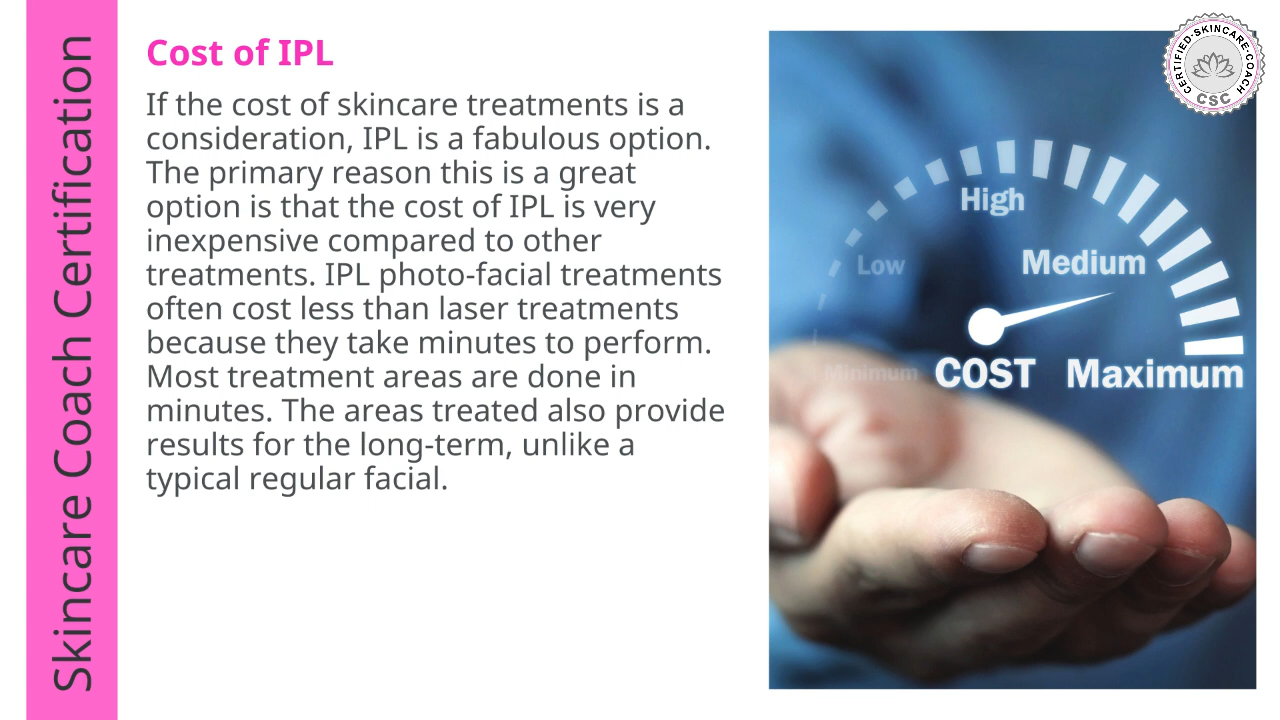 Skincare Coach Certification
Cost of IPL
If the cost of skincare treatments is a
consideration, IPL is a fabulous option.
The primary reason this is a great
option is that the cost of IPL is very
inexpensive compared to other
treatments. IPL photo-facial treatments
often cost less than laser treatments
because they take minutes to perform.
Most treatment areas are done in
minutes. The areas treated also provide
results for the long-term, unlike a
typical regular facial.
CERTIFIED-SKINCARE-COACH
CSC
High
Low
Medium
Minimum
COST
Maximum